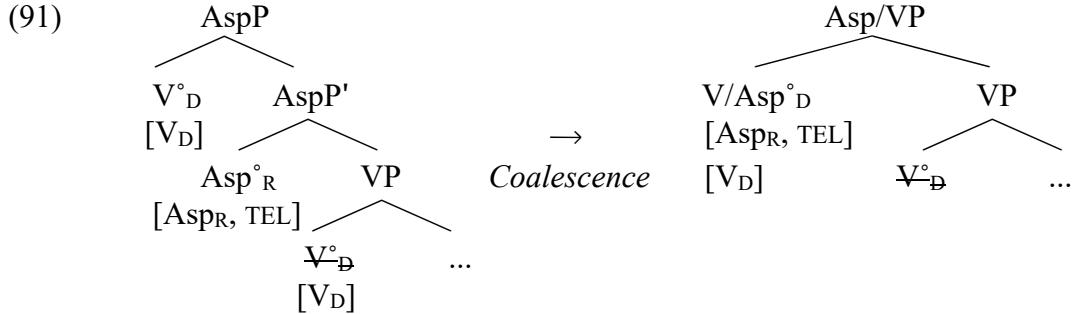 (91) AspP Asp/VP
V°D AspP' V/Asp°D VP
[VD] → [AspR, TEL]
Asp°R VP Coalescence [VD] V°D ...
[AspR, TEL]
V°D ...
[VD]